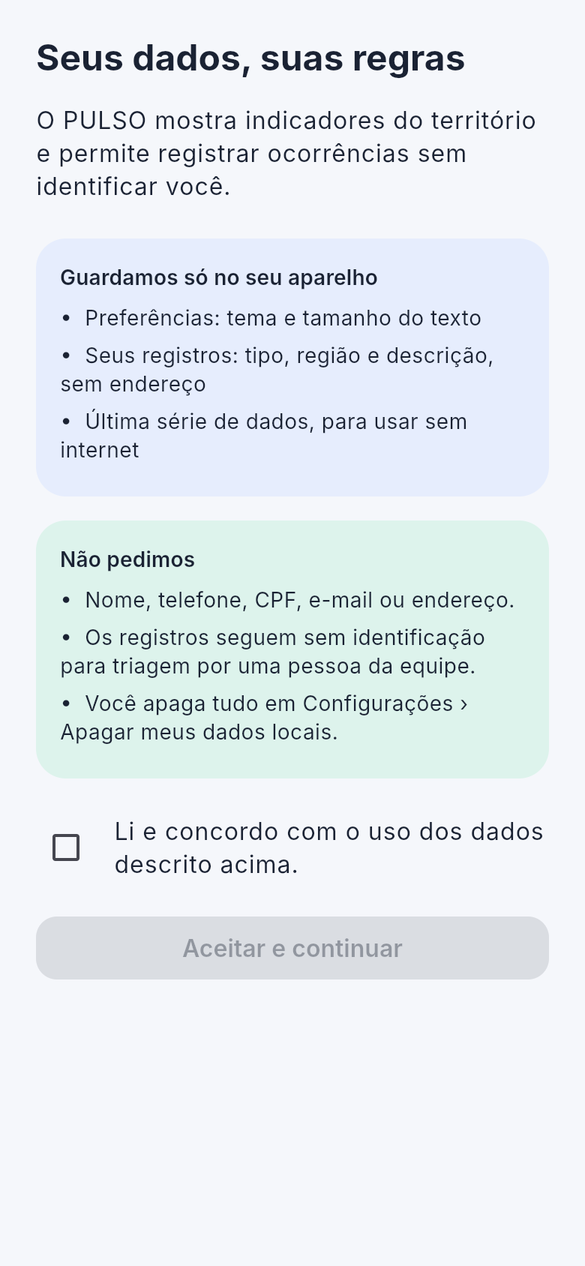 Seus dados, suas regras
O PULSO mostra indicadores do território
e permite registrar ocorrências sem
identificar você.
Guardamos só no seu aparelho
• Preferências: tema e tamanho do texto
• Seus registros: tipo, região e descrição,
sem endereço
• Última série de dados, para usar sem
internet
Não pedimos
• Nome, telefone, CPF, e-mail ou endereço.
• Os registros seguem sem identificação
para triagem por uma pessoa da equipe.
• Você apaga tudo em Configurações ›
Apagar meus dados locais.
Li e concordo com o uso dos dados
descrito acima.
Aceitar e continuar